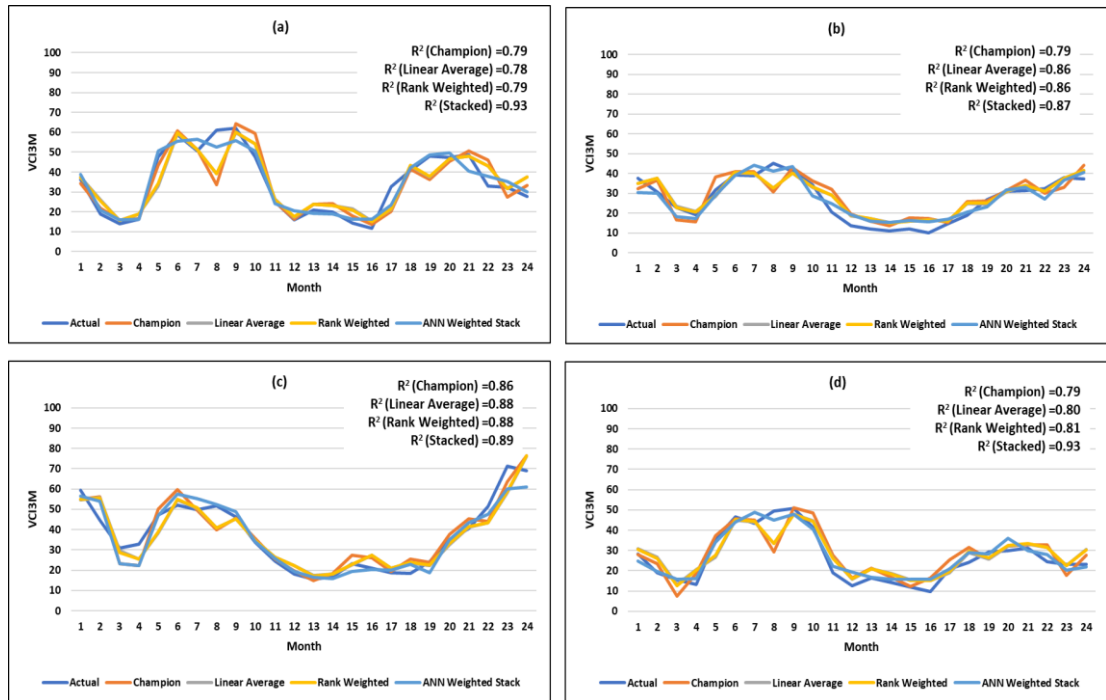 (a)
R² (Champion) =0.79
R² (Linear Average) =0.78
R² (Rank Weighted) =0.79
R² (Stacked) =0.93
100
90
80
70
60
50
40
30
20
10
0
VCI3M
1 2 3 4 5 6 7 8 9 10 11 12 13 14 15 16 17 18 19 20 21 22 23 24
Month
Actual Champion Linear Average Rank Weighted ANN Weighted Stack
(b)
R² (Champion) =0.79
R² (Linear Average) =0.86
R² (Rank Weighted) =0.86
R² (Stacked) =0.87
100
90
80
70
60
50
40
30
20
10
0
VCI3M
1 2 3 4 5 6 7 8 9 10 11 12 13 14 15 16 17 18 19 20 21 22 23 24
Month
Actual Champion Linear Average Rank Weighted ANN Weighted Stack
(c)
R² (Champion) =0.86
R² (Linear Average) =0.88
R² (Rank Weighted) =0.88
R² (Stacked) =0.89
100
90
80
70
60
50
40
30
20
10
0
VCI3M
1 2 3 4 5 6 7 8 9 10 11 12 13 14 15 16 17 18 19 20 21 22 23 24
Month
Actual Champion Linear Average Rank Weighted ANN Weighted Stack
(d)
R² (Champion) =0.79
R² (Linear Average) =0.80
R² (Rank Weighted) =0.81
R² (Stacked) =0.93
100
90
80
70
60
50
40
30
20
10
0
VCI3M
1 2 3 4 5 6 7 8 9 10 11 12 13 14 15 16 17 18 19 20 21 22 23 24
Month
Actual Champion Linear Average Rank Weighted ANN Weighted Stack